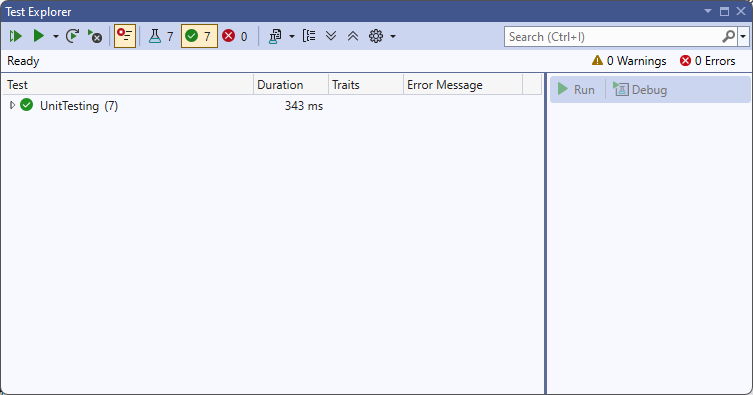 Test Explorer
7 7 0 Search (Ctrl+I)
Ready 0 Warnings 0 Errors
Test Duration Traits Error Message
UnitTesting (7) 343 ms
Run Debug